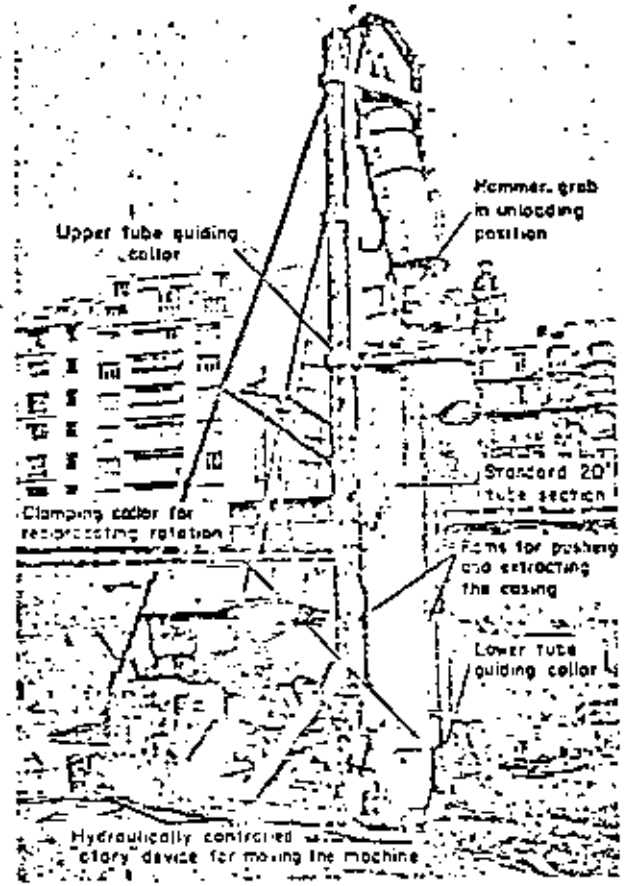 Hammer grab
in unloading
position
Upper tube guiding
collar
Standard 20'
tube section
Clamping collar for
reciprocating rotation
Rams for pushing
and extracting
the casing
Lower tube
guiding collar
Hydraulically controlled
"rotary" device for moving the machine